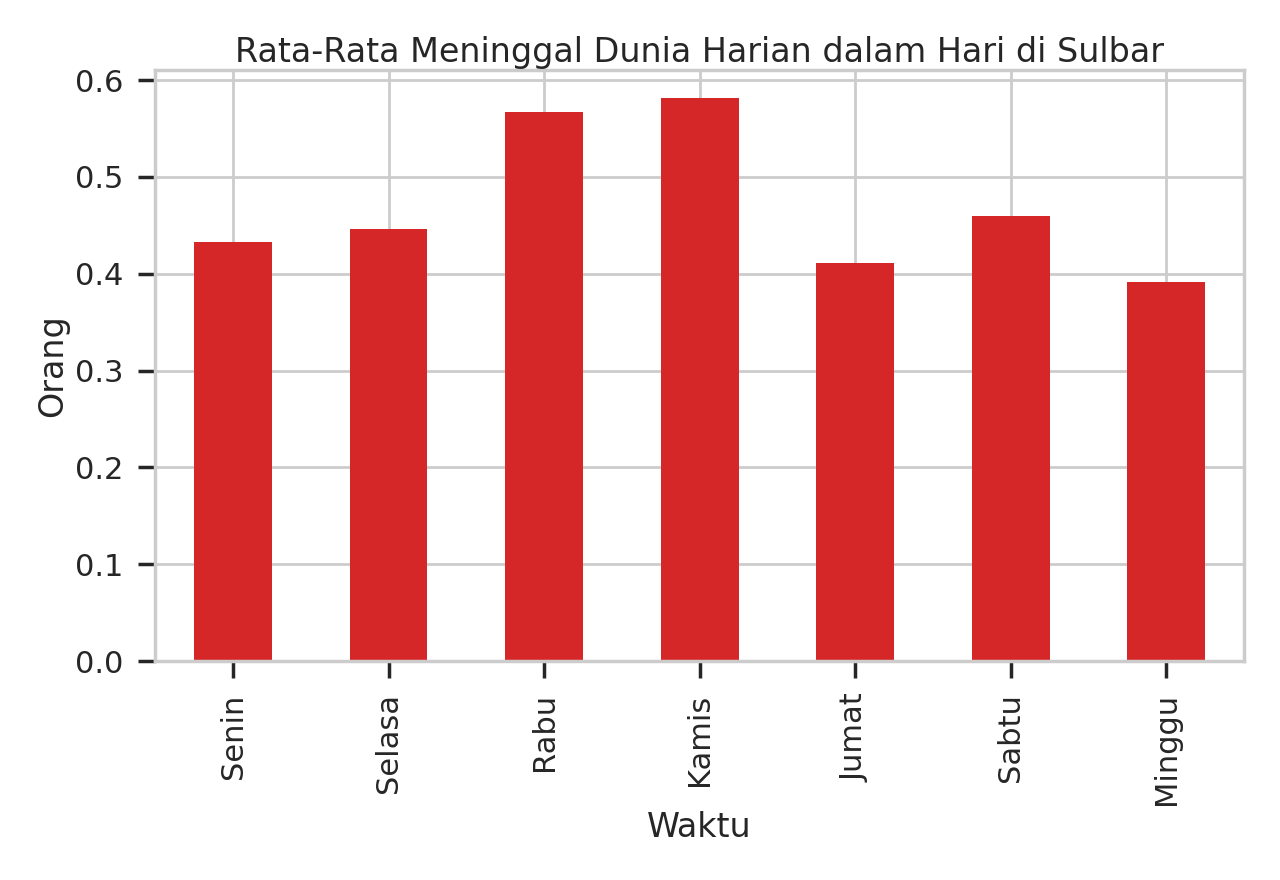 Rata-Rata Meninggal Dunia Harian dalam Hari di Sulbar
0.6
0.5
0.4
0.3
0.2
0.1
0.0
Orang
Senin
Selasa
Rabu
Kamis
Jumat
Sabtu
Minggu
Waktu